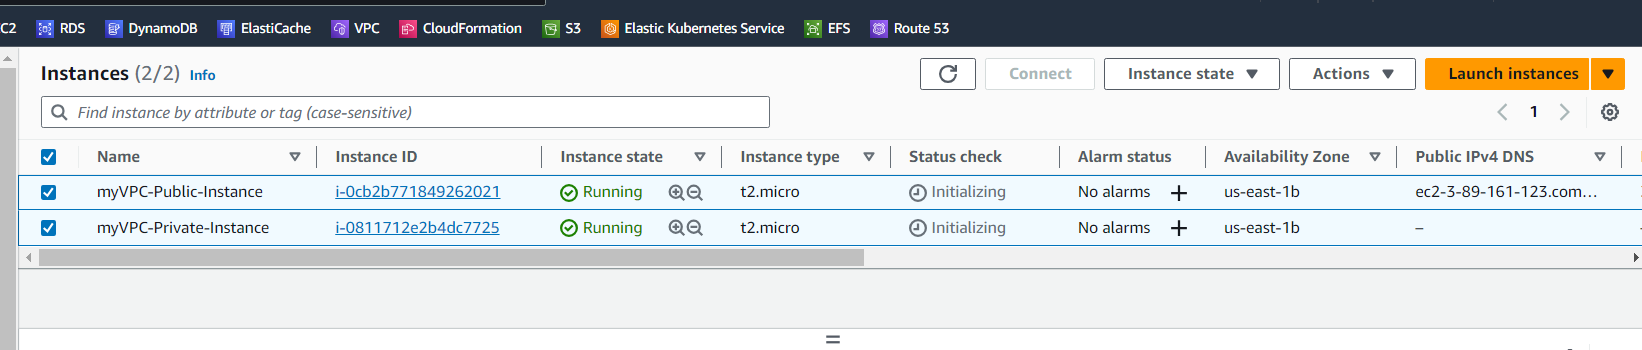 C2 RDS DynamoDB ElastiCache VPC CloudFormation S3 Elastic Kubernetes Service EFS Route 53
Instances (2/2) Info Connect Instance state Actions Launch instances
Find instance by attribute or tag (case-sensitive) 1
Name Instance ID Instance state Instance type Status check Alarm status Availability Zone Public IPv4 DNS
myVPC-Public-Instance i-0cb2b771849262021 Running t2.micro Initializing No alarms + us-east-1b ec2-3-89-161-123.com...
myVPC-Private-Instance i-0811712e2b4dc7725 Running t2.micro Initializing No alarms + us-east-1b –